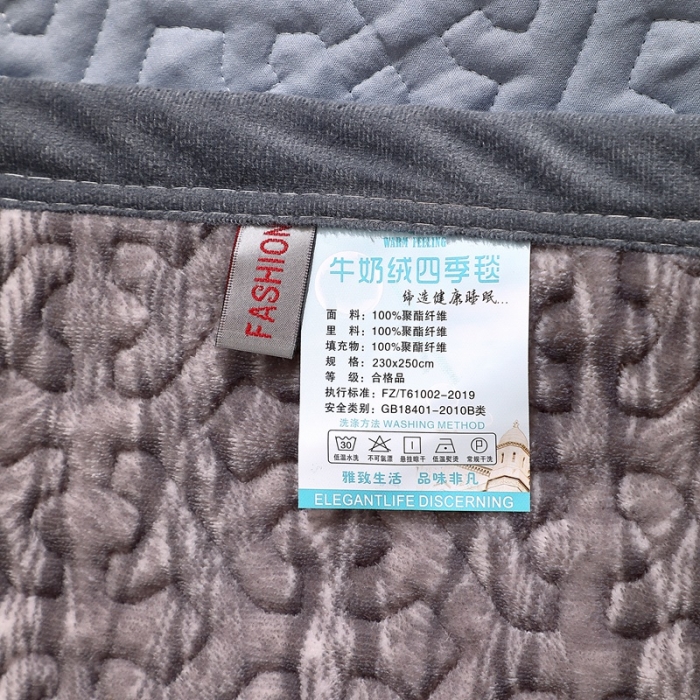 FASHION
WARM FEELING
牛奶绒四季毯
缔造健康睡眠...
面 料：100%聚酯纤维
里 料：100%聚酯纤维
填充物：100%聚酯纤维
规 格：230x250cm
等 级：合格品
执行标准：FZ/T61002-2019
安全类别：GB18401-2010B类
洗涤方法 WASHING METHOD
30 P
低温水洗 不可氯漂 悬挂晾干 低温熨烫 常规干洗
雅致生活 品味非凡
ELEGANTLIFE DISCERNING